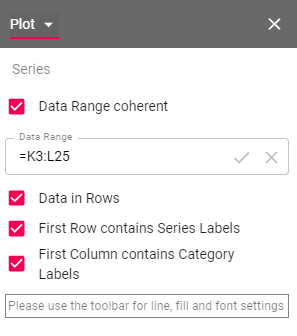 Plot
Series
Data Range coherent
Data Range
=K3:L25
Data in Rows
First Row contains Series Labels
First Column contains Category
Labels
Please use the toolbar for line, fill and font settings